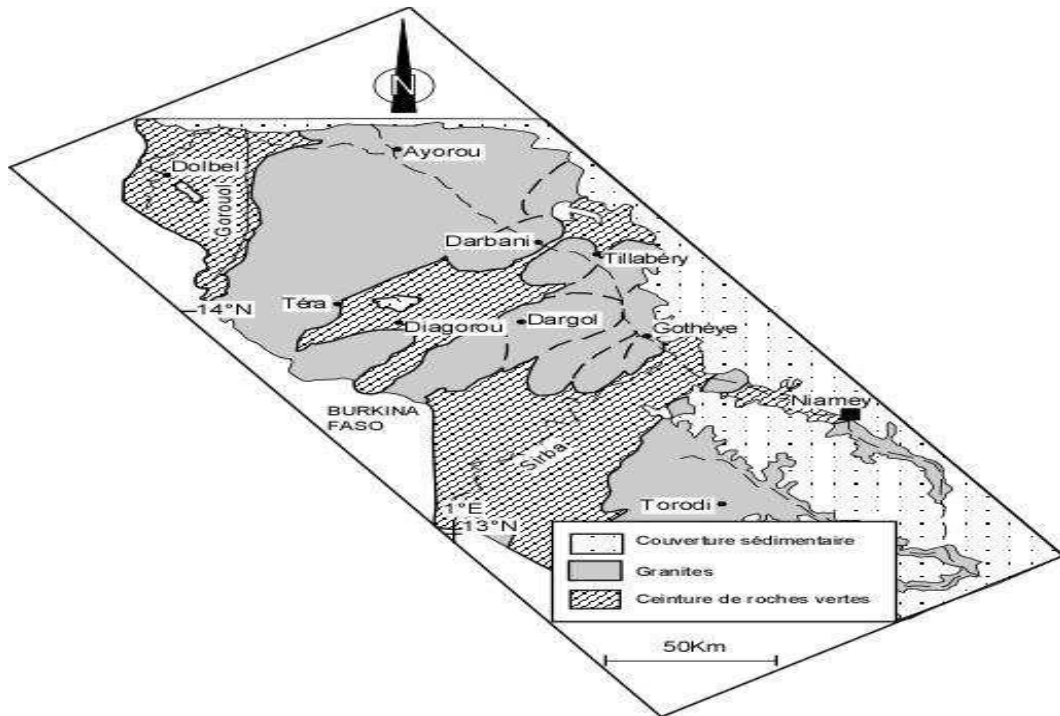 N
Ayorou
Dolbel
Garoual
Darbani
Tillabéry
14°N
Téra
Diagorou
Dargol
Gothèye
BURKINA
FASO
Niamey
Sirba
1°E
13°N
Torodi
Couverture sédimentaire
Granites
Ceinture de roches vertes
50Km